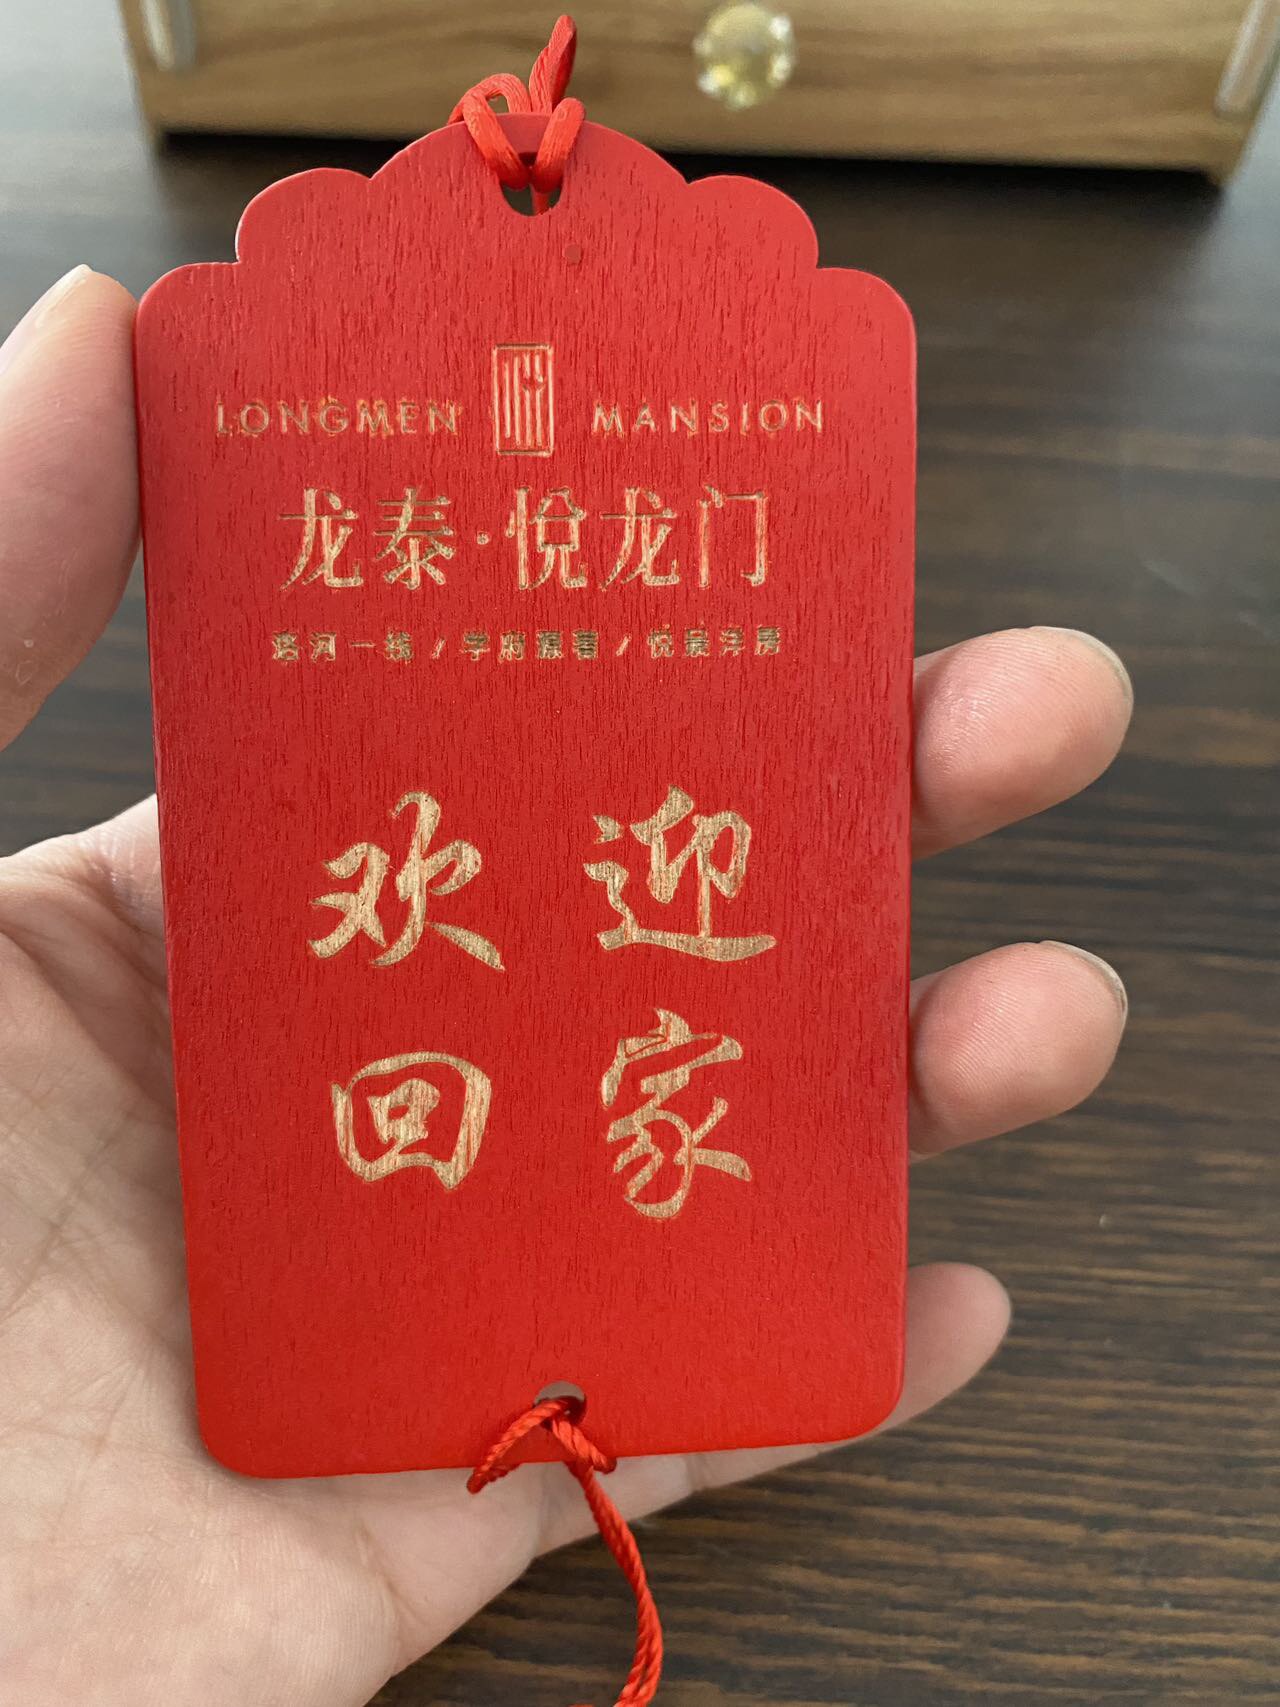 LONGMEN MANSION
龙泰·悦龙门
洛河一线 / 学府原著 / 悦景洋房
欢迎
回家